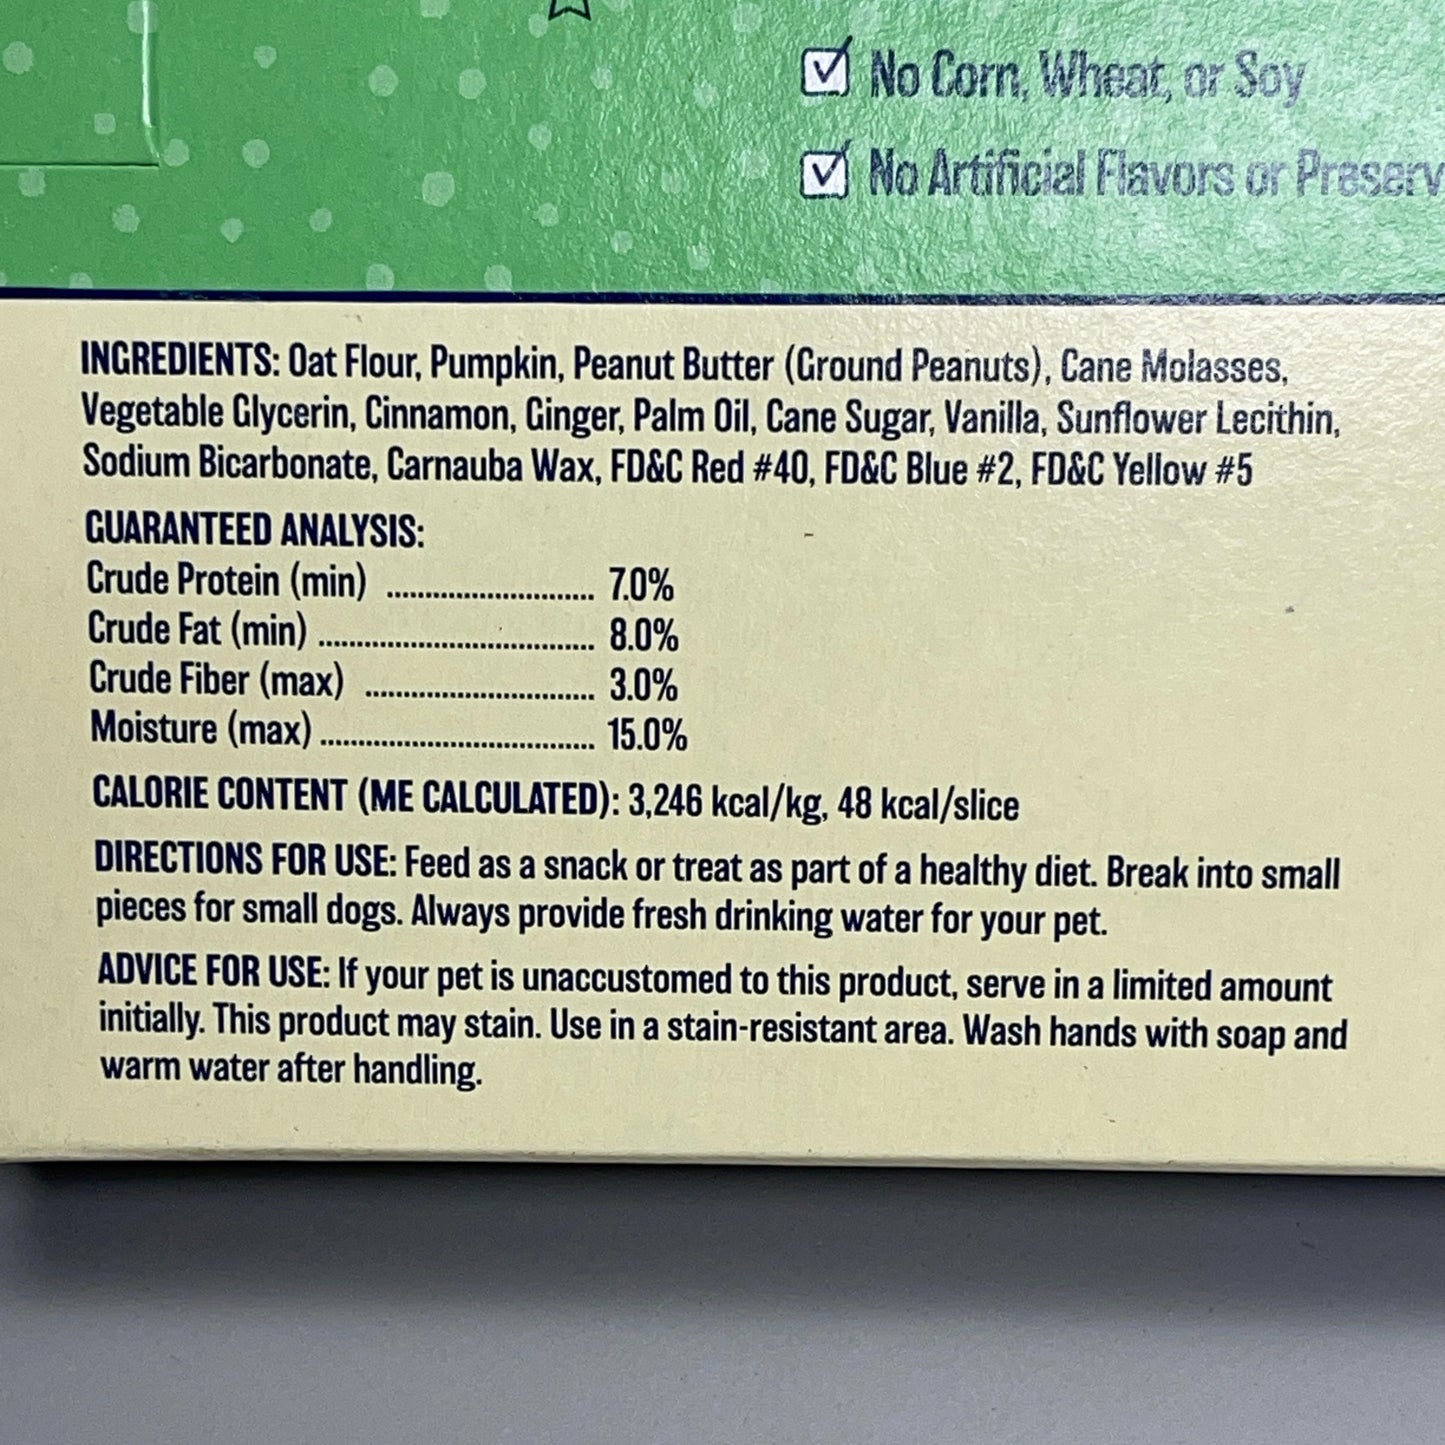 No Corn, Wheat, or Soy
No Artificial Flavors or
INGREDIENTS: Oat Flour, Pumpkin, Peanut Butter (Ground Peanuts), Cane Molasses,
Vegetable Glycerin, Cinnamon, Ginger, Palm Oil, Cane Sugar, Vanilla, Sunflower Lecithin,
Sodium Bicarbonate, Carnauba Wax, FD&C Red #40, FD&C Blue #2, FD&C Yellow #5
GUARANTEED ANALYSIS:
Crude Protein (min) ........................... 7.0%
Crude Fat (min) .................................... 8.0%
Crude Fiber (max) .............................. 3.0%
Moisture (max) .................................... 15.0%
CALORIE CONTENT (ME CALCULATED): 3,246 kcal/kg, 48 kcal/slice
DIRECTIONS FOR USE: Feed as a snack or treat as part of a healthy diet. Break into small
pieces for small dogs. Always provide fresh drinking water for your pet.
ADVICE FOR USE: If your pet is unaccustomed to this product, serve in a limited amount
initially. This product may stain. Use in a stain-resistant area. Wash hands with soap and
warm water after handling.